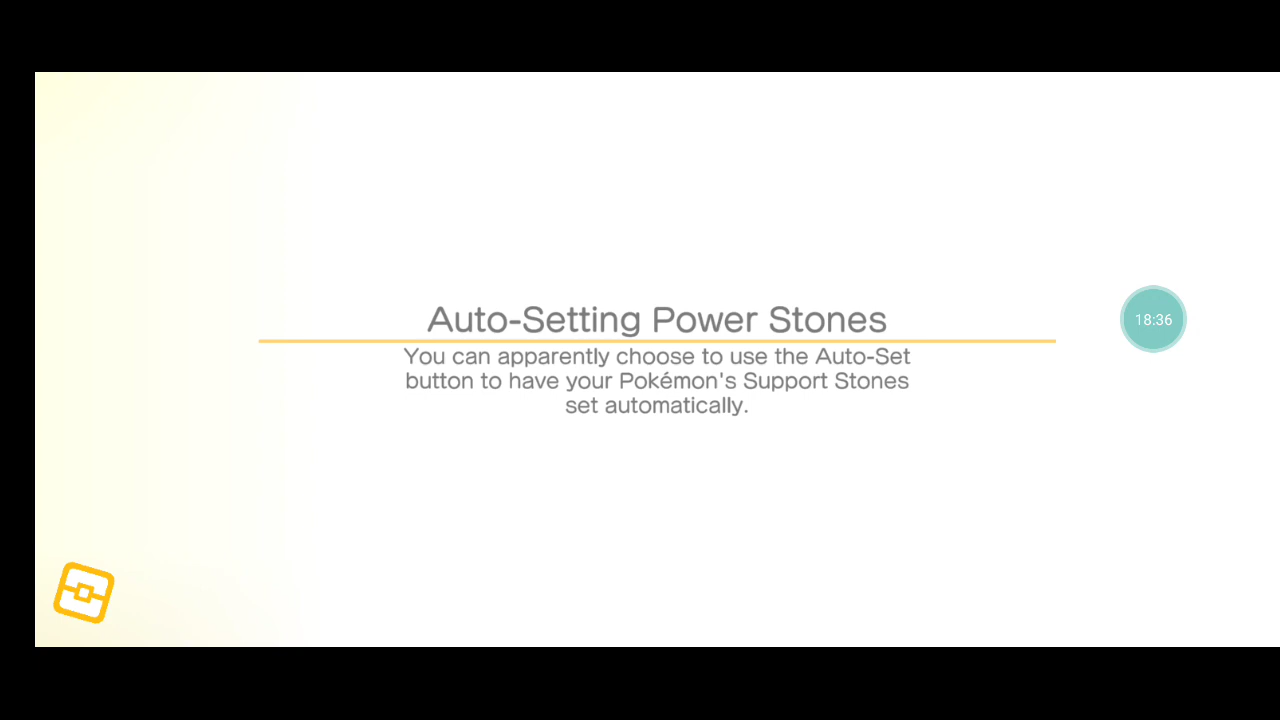 Auto-Setting Power Stones
You can apparently choose to use the Auto-Set
button to have your Pokémon's Support Stones
set automatically.
18:36